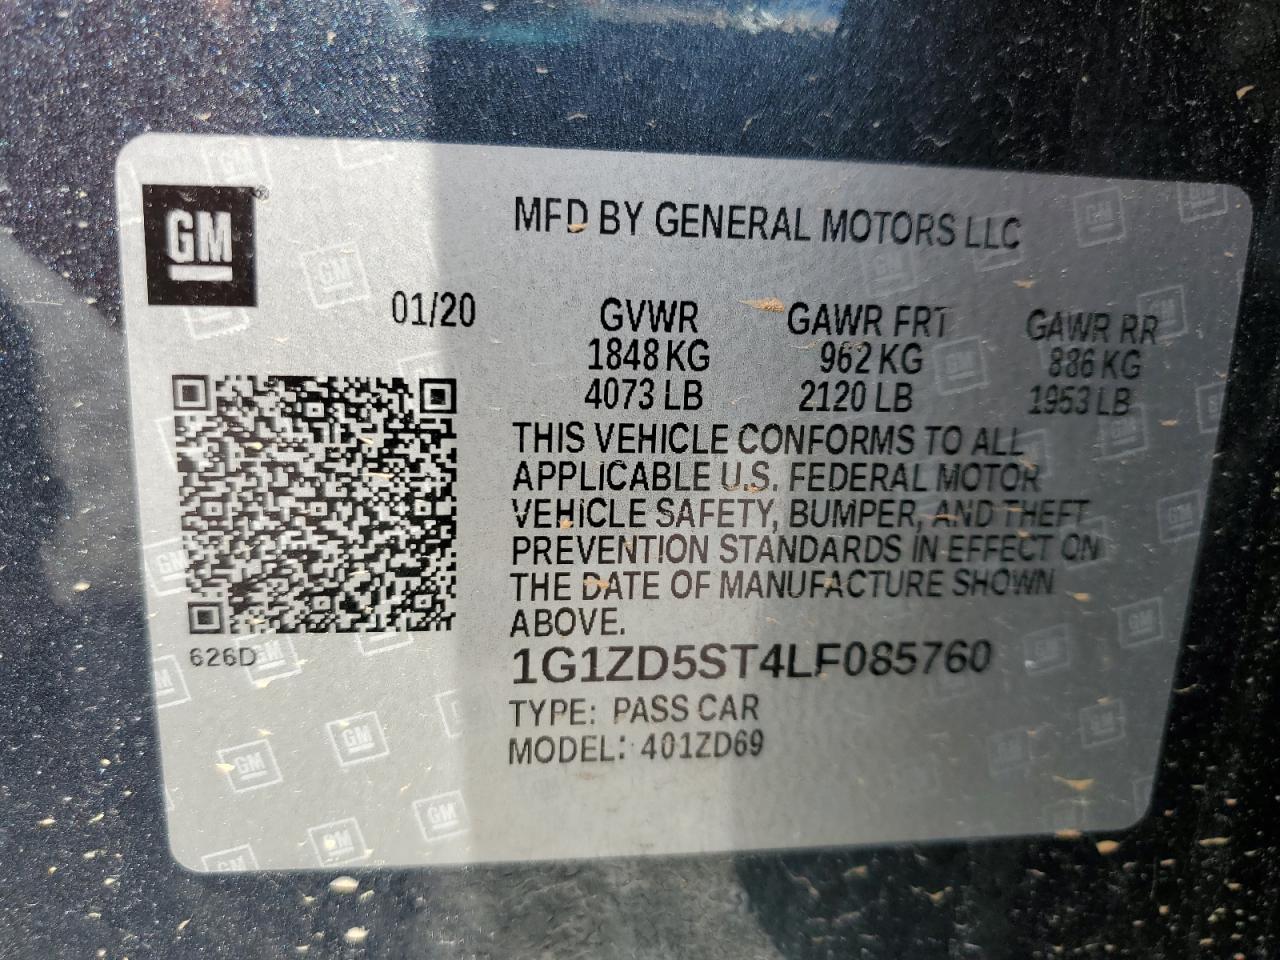 GM
MFD BY GENERAL MOTORS LLC
01/20
GVWR GAWR FRT GAWR RR
1848 KG 962 KG 886 KG
4073 LB 2120 LB 1953 LB
THIS VEHICLE CONFORMS TO ALL
APPLICABLE U.S. FEDERAL MOTOR
VEHICLE SAFETY, BUMPER, AND THEFT
PREVENTION STANDARDS IN EFFECT ON
THE DATE OF MANUFACTURE SHOWN
ABOVE.
626D
1G1ZD5ST4LF085760
TYPE: PASS CAR
MODEL: 401ZD69